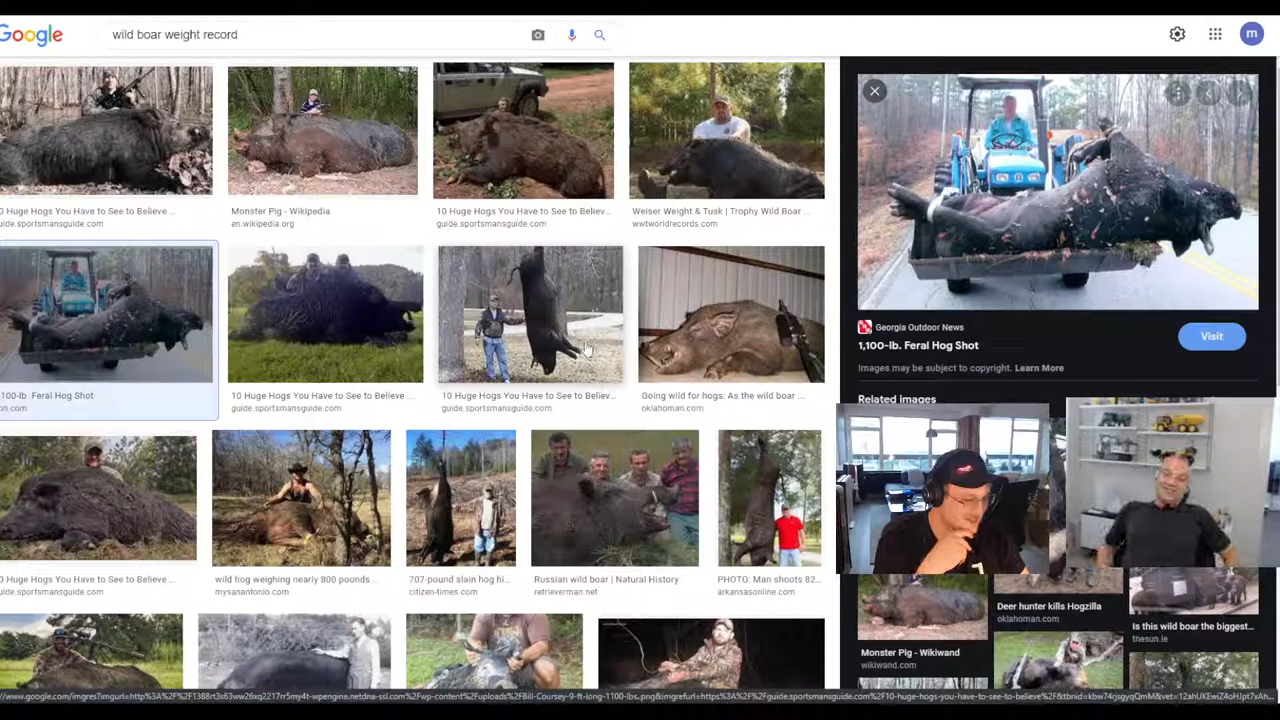 Google
wild boar weight record
m
0 Huge Hogs You Have to See to Believe ...
uide.sportsmansguide.com
Monster Pig - Wikipedia
en.wikipedia.org
10 Huge Hogs You Have to See to Believ...
guide.sportsmansguide.com
Weiser Weight & Tusk | Trophy Wild Boar ...
wwtworldrecords.com
Georgia Outdoor News
1,100-lb. Feral Hog Shot
Visit
Images may be subject to copyright. Learn More
Related images
,100-lb Feral Hog Shot
on.com
10 Huge Hogs You Have to See to Believe ...
guide.sportsmansguide.com
10 Huge Hogs You Have to See to Believ...
guide.sportsmansguide.com
Going wild for hogs: As the wild boar ...
oklahoman.com
0 Huge Hogs You Have to See to Believe ...
uide.sportsmansguide.com
wild hog weighing nearly 800 pounds ...
mysanantonio.com
707-pound slain hog hi...
citizen-times.com
Russian wild boar | Natural History
retrieverman.net
PHOTO: Man shoots 82...
arkansasonline.com
Deer hunter kills Hogzilla
oklahoman.com
Is this wild boar the biggest...
thesun.ie
Monster Pig - Wikiwand
wikiwand.com